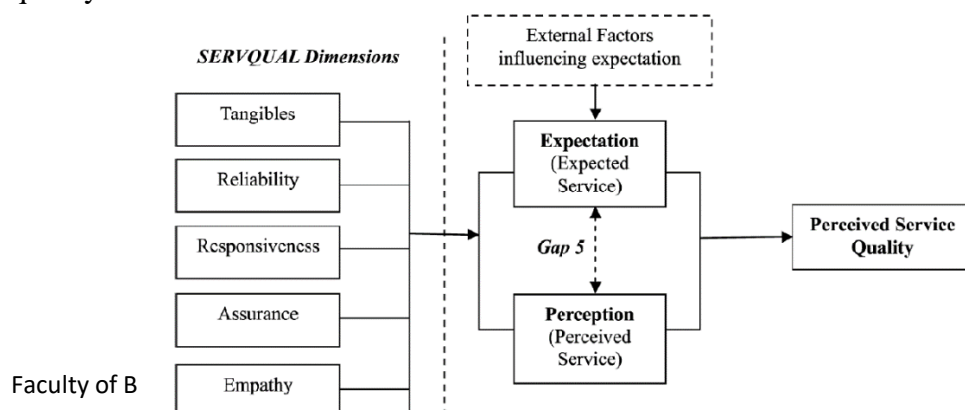 External Factors
influencing expectation
SERVQUAL Dimensions
Tangibles
Reliability
Responsiveness
Assurance
Empathy
Expectation
(Expected
Service)
Gap 5
Perception
(Perceived
Service)
Perceived Service
Quality
Faculty of B